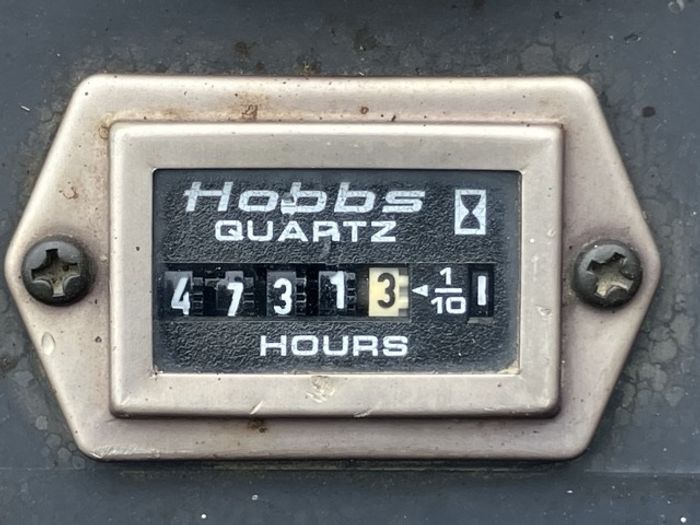 Hobbs
QUARTZ
4 7 3 1 3 ◄ 1/10 I
HOURS